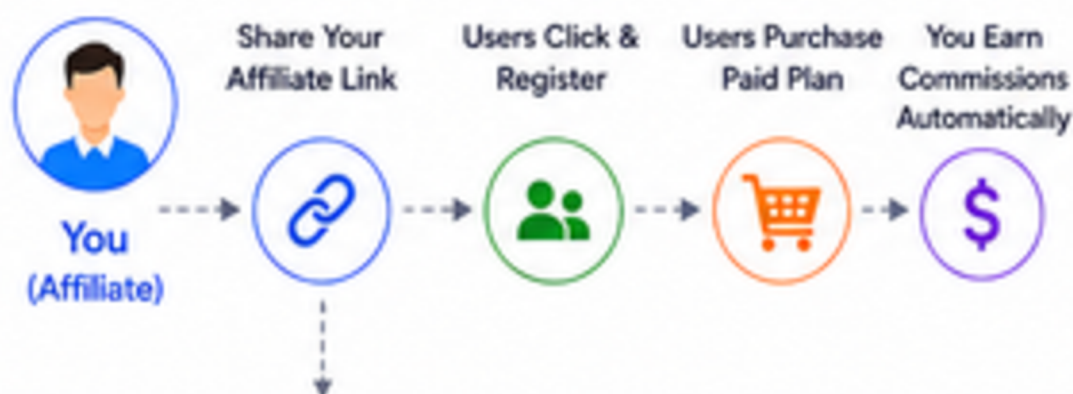 Share Your
Affiliate Link
Users Click &
Register
Users Purchase
Paid Plan
You Earn
Commissions
Automatically
You
(Affiliate)
$